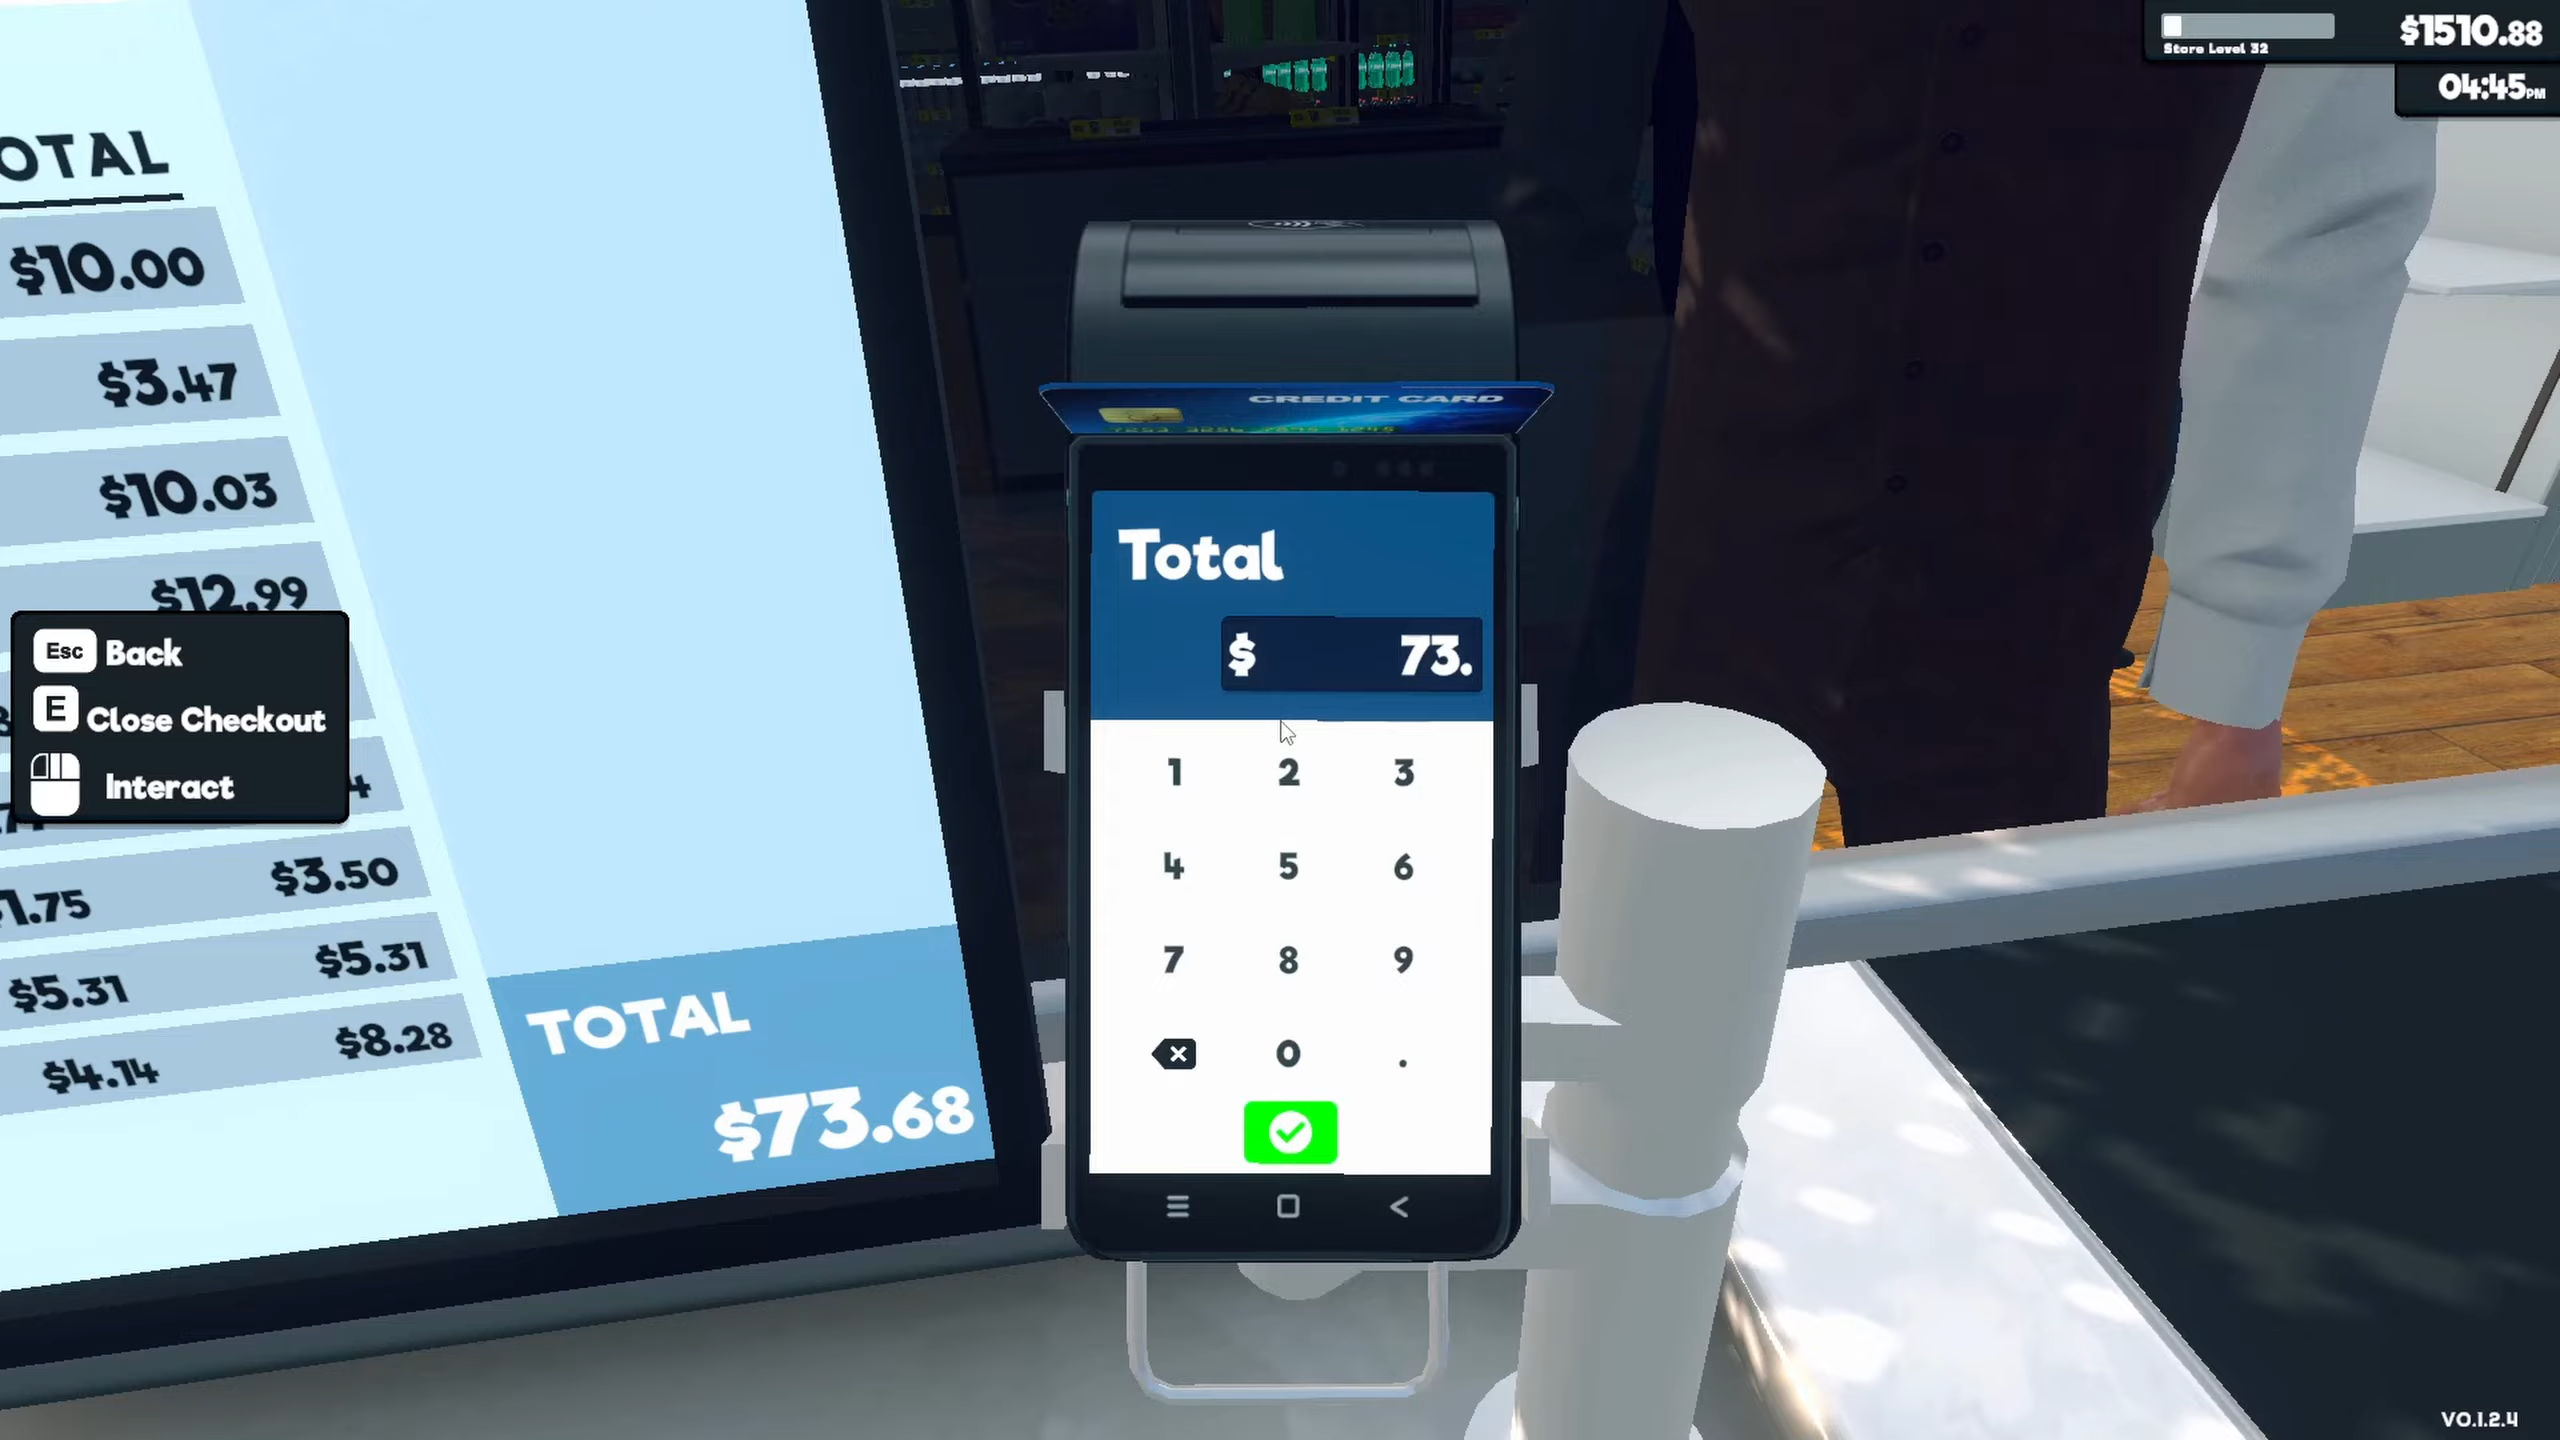 $1510.88
Store Level 32
04:45PM
OTAL
$10.00
$3.47
$10.03
$12.99
Esc Back
E Close Checkout
Interact
4
1.75 $3.50
$5.31 $5.31
$4.14 $8.28
TOTAL
$73.68
CREDIT CARD
Total
$ 73.
1 2 3
4 5 6
7 8 9
0 .
V0.1.2.4